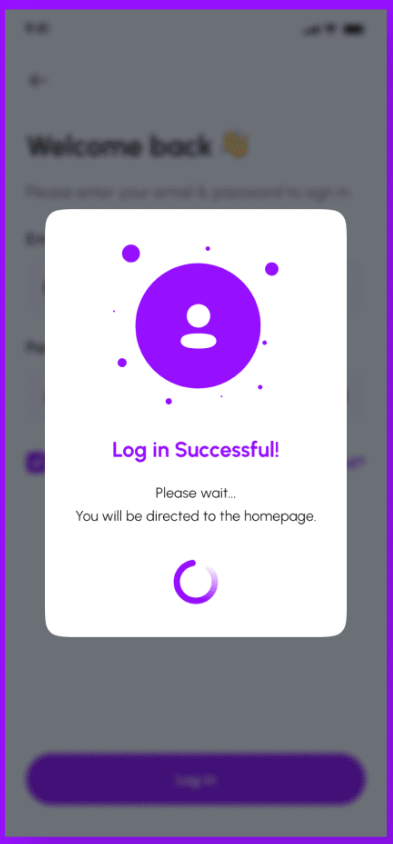 9:41
Welcome back 👋
Please enter your email & password to sign in.
Log in Successful!
Please wait...
You will be directed to the homepage.
Log in